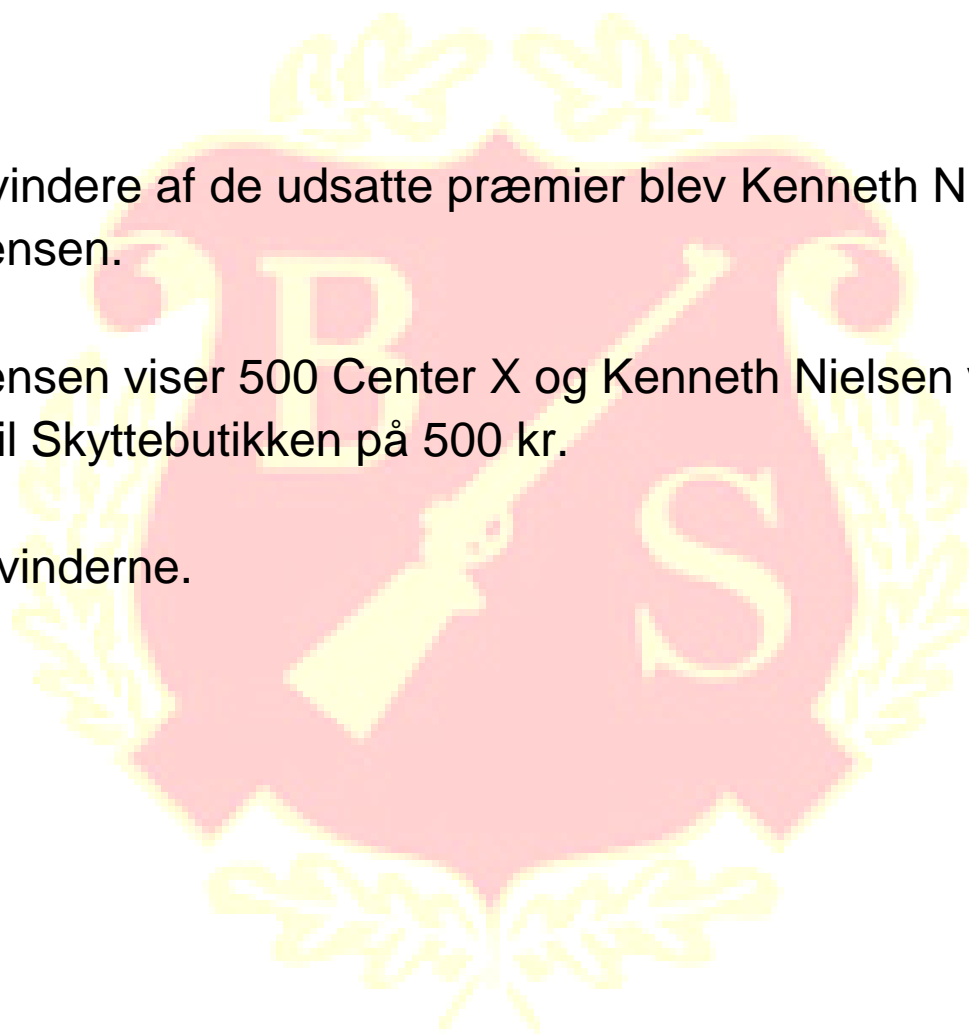 vindere af de udsatte præmier blev Kenneth N
ensen.
ensen viser 500 Center X og Kenneth Nielsen
il Skyttebutikken på 500 kr.
vinderne.
B
S